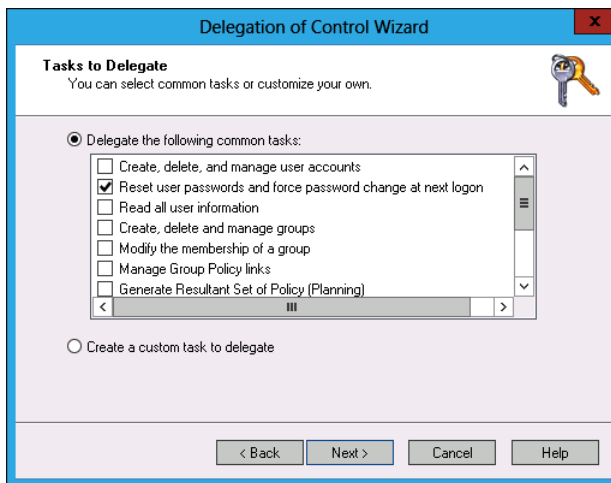 Delegation of Control Wizard
x
Tasks to Delegate
You can select common tasks or customize your own.
Delegate the following common tasks:
Create, delete, and manage user accounts
Reset user passwords and force password change at next logon
Read all user information
Create, delete and manage groups
Modify the membership of a group
Manage Group Policy links
Generate Resultant Set of Policy (Planning)
Create a custom task to delegate
< Back
Next >
Cancel
Help